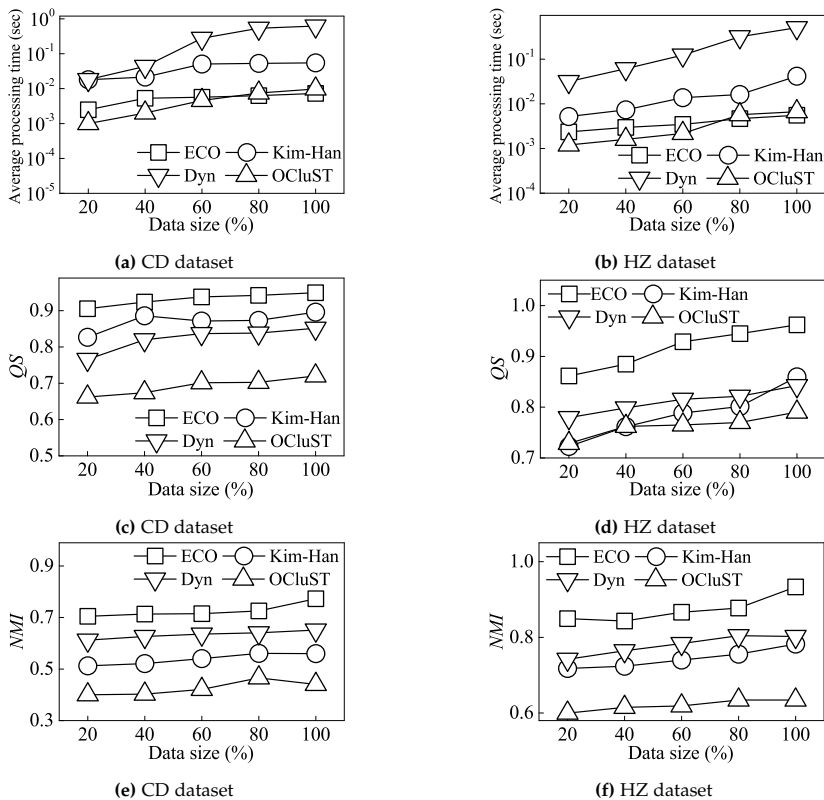 Average processing time (sec)
10^0
10^-1
10^-2
10^-3
10^-4
10^-5
ECO
Kim-Han
Dyn
OCluST
20 40 60 80 100
Data size (%)
(a) CD dataset
Average processing time (sec)
10^-1
10^-2
10^-3
10^-4
ECO
Kim-Han
Dyn
OCluST
20 40 60 80 100
Data size (%)
(b) HZ dataset
QS
0.9
0.8
0.7
0.6
0.5
ECO
Kim-Han
Dyn
OCluST
20 40 60 80 100
Data size (%)
(c) CD dataset
QS
1.0
0.9
0.8
0.7
ECO
Kim-Han
Dyn
OCluST
20 40 60 80 100
Data size (%)
(d) HZ dataset
NMI
0.9
0.7
0.5
0.3
ECO
Kim-Han
Dyn
OCluST
20 40 60 80 100
Data size (%)
(e) CD dataset
NMI
1.0
0.8
0.6
ECO
Kim-Han
Dyn
OCluST
20 40 60 80 100
Data size (%)
(f) HZ dataset